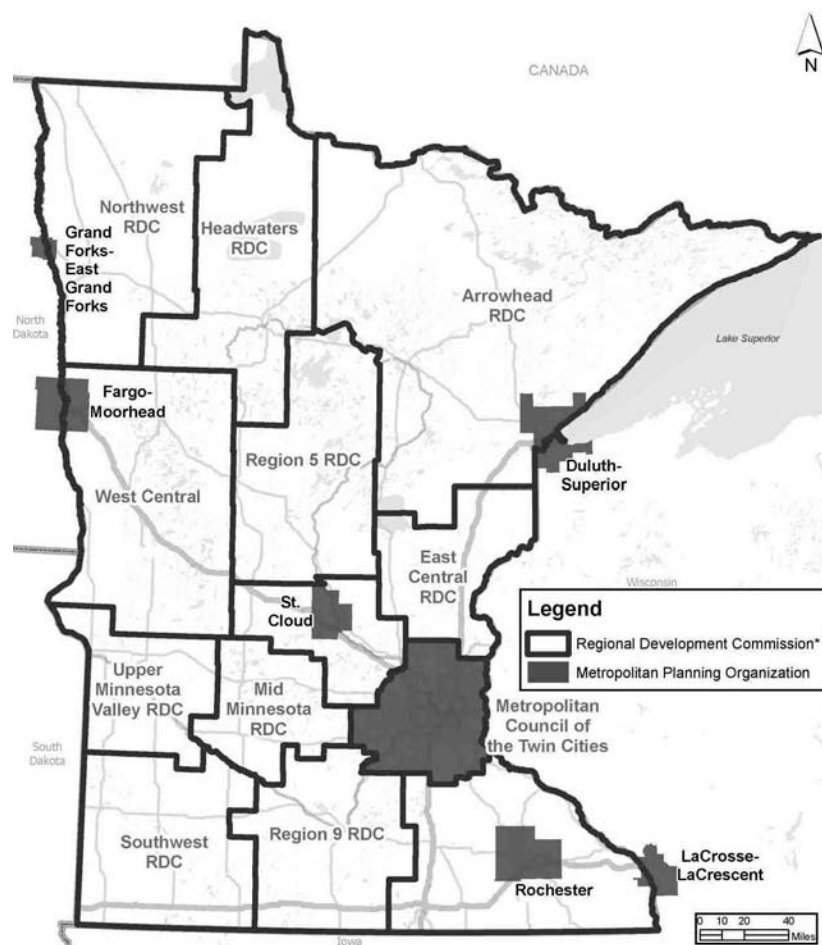 N
CANADA
Northwest
RDC
Headwaters
RDC
Grand
Forks-
East
Grand
Forks
North
Dakota
Arrowhead
RDC
Lake Superior
Fargo-
Moorhead
Region 5 RDC
Duluth-
Superior
West Central
East
Central
RDC
Wisconsin
St.
Cloud
Legend
Regional Development Commission*
Metropolitan Planning Organization
Upper
Minnesota
Valley RDC
Mid
Minnesota
RDC
Metropolitan
Council of
the Twin Cities
South
Dakota
Southwest
RDC
Region 9 RDC
Rochester
LaCrosse-
LaCrescent
0 10 20 40
Miles
Iowa